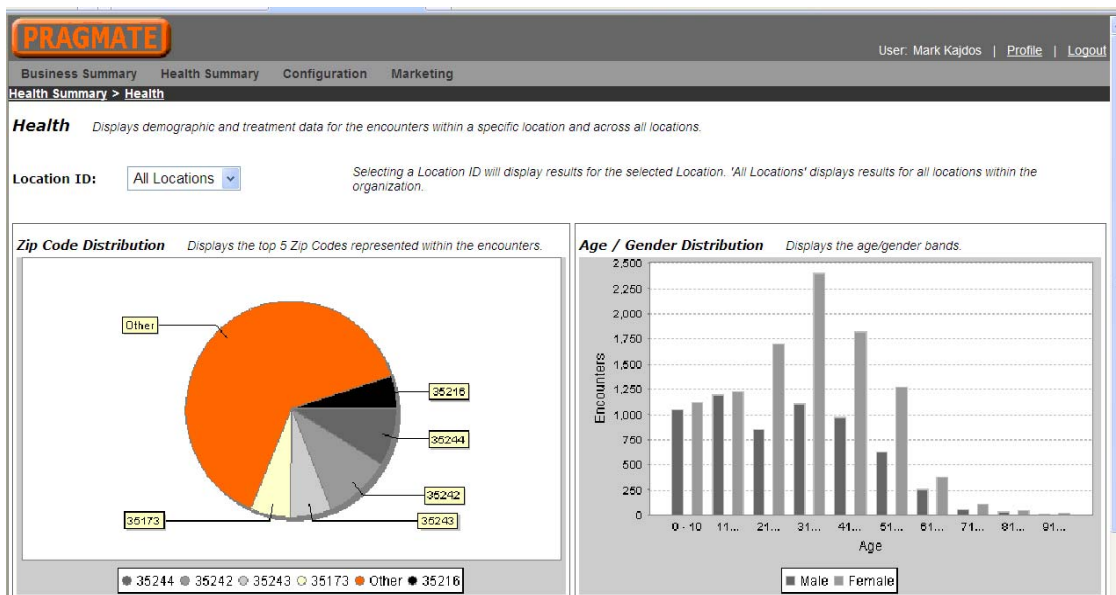 PRAGMATE
User: Mark Kajdos | Profile | Logout
Business Summary Health Summary Configuration Marketing
Health Summary > Health
Health Displays demographic and treatment data for the encounters within a specific location and across all locations.
Location ID: All Locations
Selecting a Location ID will display results for the selected Location. 'All Locations' displays results for all locations within the
organization.
Zip Code Distribution Displays the top 5 Zip Codes represented within the encounters.
Other
35216
35244
35242
35243
35173
35244 35242 35243 35173 Other 35216
Age / Gender Distribution Displays the age/gender bands.
2,500
2,250
2,000
1,750
1,500
1,250
1,000
750
500
250
0
Encounters
0 - 10 11... 21... 31... 41... 51... 61... 71... 81... 91...
Age
Male Female